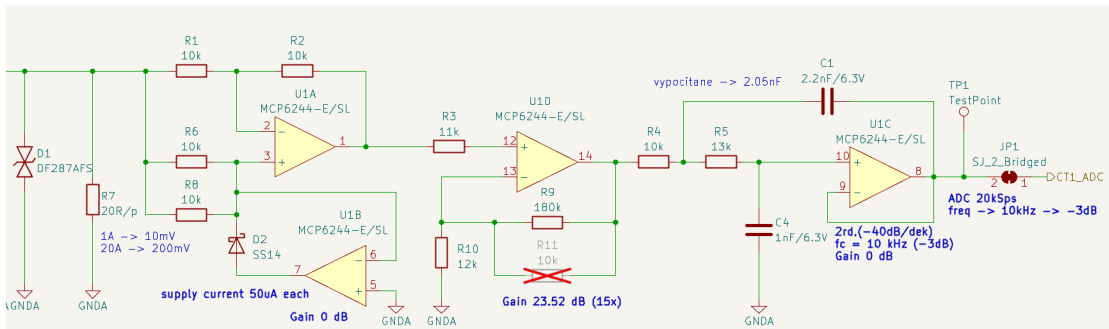 R1
10k
R2
10k
U1A
MCP6244-E/SL
2
3
1
R6
10k
R8
10k
D1
DF287AFS
R7
20R/p
1A -> 10mV
20A -> 200mV
AGNDA
GNDA
D2
SS14
U1B
MCP6244-E/SL
7
6
5
supply current 50uA each
Gain 0 dB
GNDA
R3
11k
U1D
MCP6244-E/SL
12
13
14
R9
180k
R10
12k
R11
10k
GNDA
Gain 23.52 dB (15x)
R4
10k
R5
13k
vypocitane -> 2.05nF
C1
2.2nF/6.3V
C4
1nF/6.3V
GNDA
U1C
MCP6244-E/SL
10
9
8
2rd.(-40dB/dek)
fc = 10 kHz (-3dB)
Gain 0 dB
TP1
TestPoint
JP1
SJ_2_Bridged
2
1
CT1_ADC
ADC 20kSps
freq -> 10kHz -> -3dB